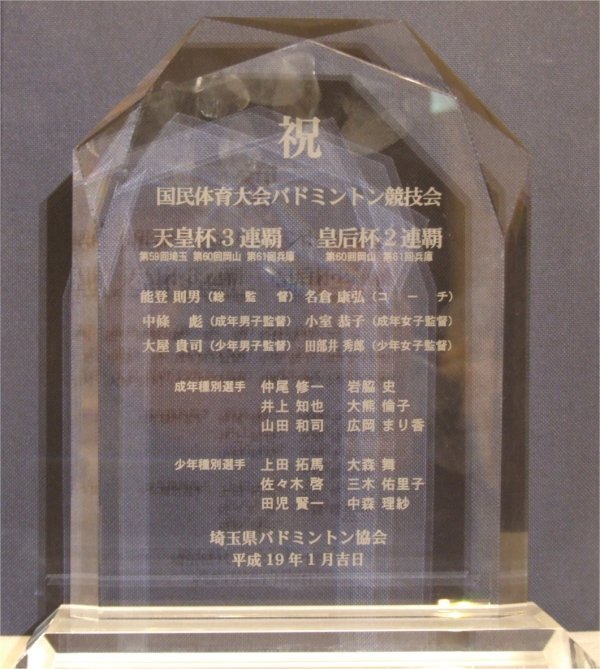 祝
国民体育大会バドミントン競技会
天皇杯3連覇 皇后杯2連覇
第59回埼玉 第60回岡山 第61回兵庫 第60回岡山 第61回兵庫
能登 則男（総監督） 名倉 康弘（コーチ）
中條 彪（成年男子監督） 小室 恭子（成年女子監督）
大屋 貴司（少年男子監督） 田部井 秀郎（少年女子監督）
成年種別選手 仲尾 修一 岩脇 史
井上 知也 大熊 倫子
山田 和司 広岡 まり香
少年種別選手 上田 拓馬 大森 舞
佐々木 啓 三木 佑里子
田児 賢一 中森 理紗
埼玉県バドミントン協会
平成19年1月吉日